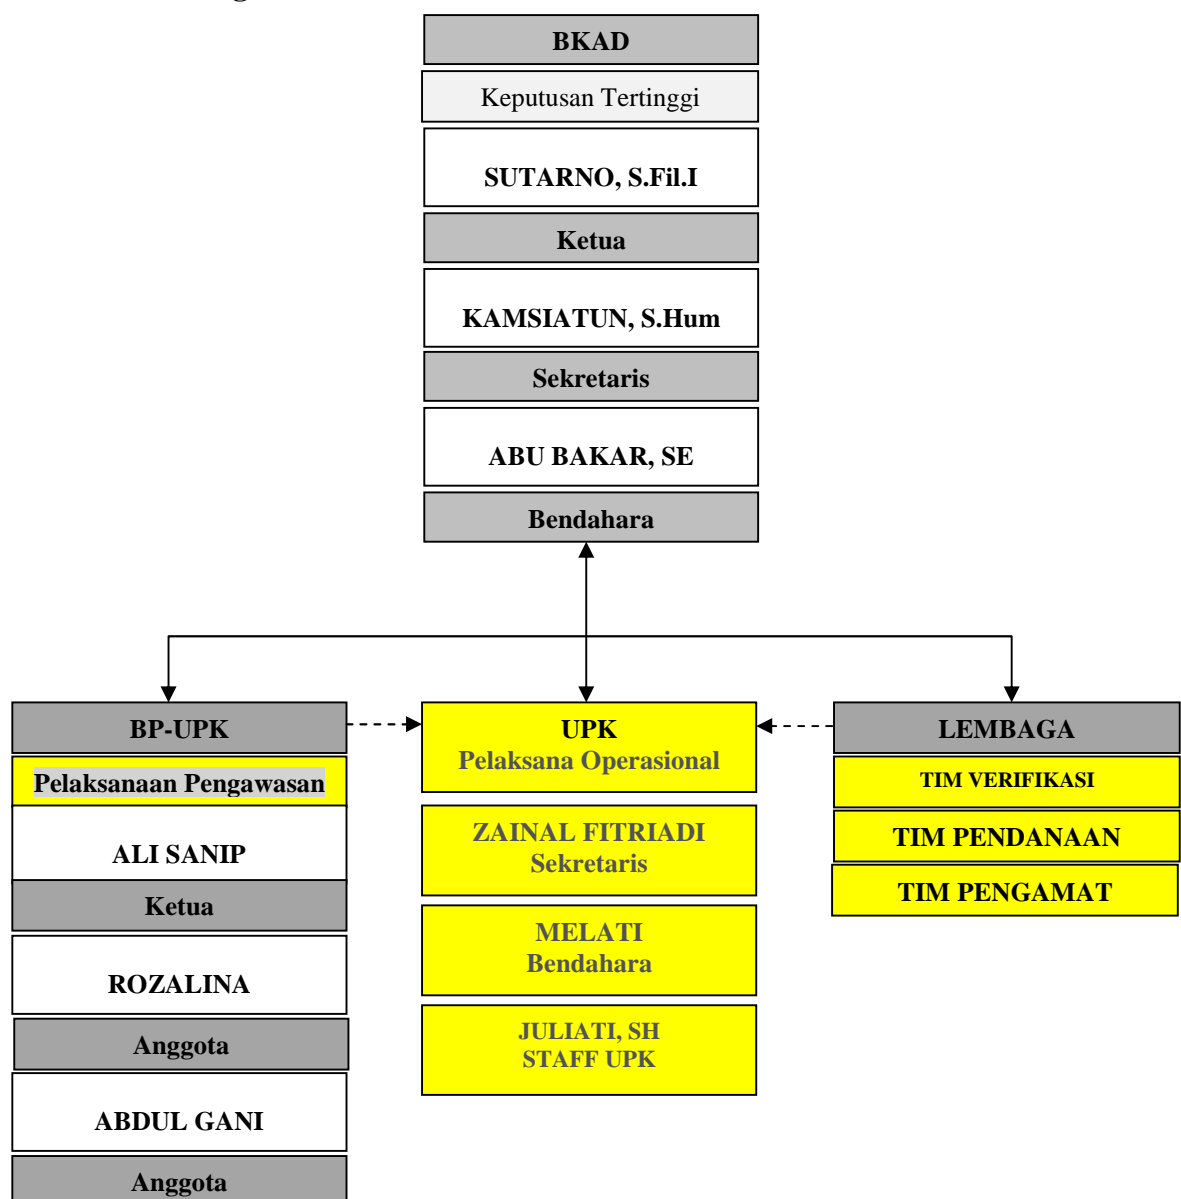 BKAD
Keputusan Tertinggi
SUTARNO, S.Fil.I
Ketua
KAMSIATUN, S.Hum
Sekretaris
ABU BAKAR, SE
Bendahara
BP-UPK
Pelaksanaan Pengawasan
ALI SANIP
Ketua
ROZALINA
Anggota
ABDUL GANI
Anggota
UPK
Pelaksana Operasional
ZAINAL FITRIADI
Sekretaris
MELATI
Bendahara
JULIATI, SH
STAFF UPK
LEMBAGA
TIM VERIFIKASI
TIM PENDANAAN
TIM PENGAMAT